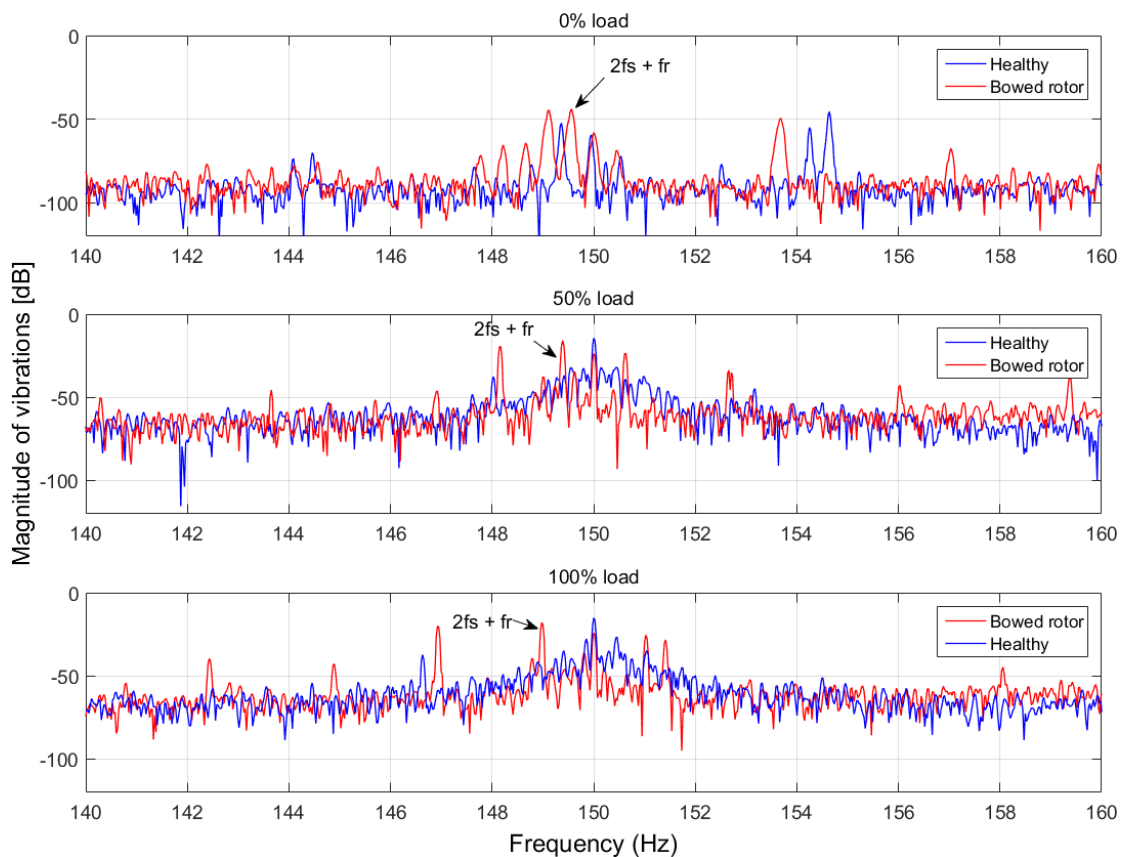 0% load
0
-50
-100
2fs + fr
Healthy
Bowed rotor
140 142 144 146 148 150 152 154 156 158 160
50% load
0
-50
-100
2fs + fr
Healthy
Bowed rotor
140 142 144 146 148 150 152 154 156 158 160
100% load
0
-50
-100
2fs + fr
Bowed rotor
Healthy
140 142 144 146 148 150 152 154 156 158 160
Magnitude of vibrations [dB]
Frequency (Hz)